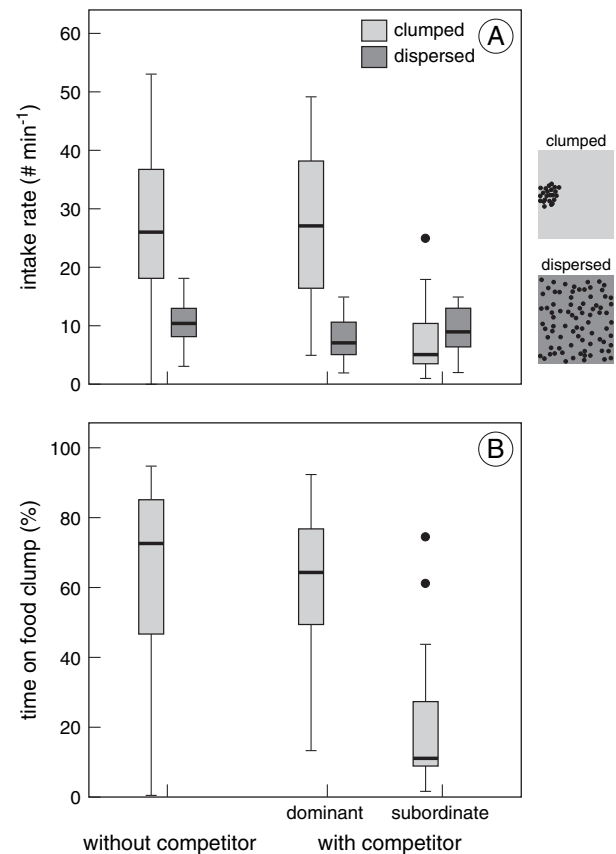 60
50
40
30
20
10
0
intake rate (# min⁻¹)
clumped
dispersed
A
clumped
dispersed
100
80
60
40
20
0
time on food clump (%)
B
dominant subordinate
without competitor with competitor